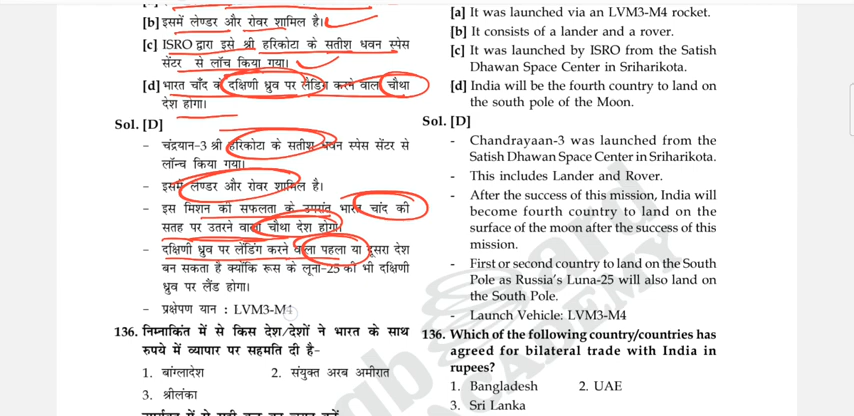 [b] इसमें लेण्डर और रोवर शामिल है।
[c] ISRO द्वारा इसे श्री हरिकोटा के सतीश धवन स्पेस
सेंटर से लॉच किया गया।
[d] भारत चाँद के दक्षिणी ध्रुव पर लैंडिंग करने वाल चौथा
देश होगा।
Sol. [D]
- चंद्रयान-3 श्री हरिकोटा के सतीश धवन स्पेस सेंटर से
लॉन्च किया गया।
- इसमें लेण्डर और रोवर शामिल है।
- इस मिशन की सफलता के उपरांत भारत चांद की
सतह पर उतरने वाला चौथा देश होगा।
- दक्षिणी ध्रुव पर लेंडिंग करने वाला पहला या दूसरा देश
बन सकता है क्योंकि रूस के लूना-25 की भी दक्षिणी
ध्रुव पर लैंड होगा।
- प्रक्षेपण यान : LVM3-M4
136. निम्नांकित में से किस देश/देशों ने भारत के साथ
रुपये में व्यापार पर सहमति दी है-
1. बांग्लादेश 2. संयुक्त अरब अमीरात
3. श्रीलंका
[a] It was launched via an LVM3-M4 rocket.
[b] It consists of a lander and a rover.
[c] It was launched by ISRO from the Satish
Dhawan Space Center in Sriharikota.
[d] India will be the fourth country to land on
the south pole of the Moon.
Sol. [D]
- Chandrayaan-3 was launched from the
Satish Dhawan Space Center in Sriharikota.
- This includes Lander and Rover.
- After the success of this mission, India will
become fourth country to land on the
surface of the moon after the success of this
mission.
- First or second country to land on the South
Pole as Russia's Luna-25 will also land on
the South Pole.
- Launch Vehicle: LVM3-M4
136. Which of the following country/countries has
agreed for bilateral trade with India in
rupees?
1. Bangladesh 2. UAE
3. Sri Lanka
ACADEMY